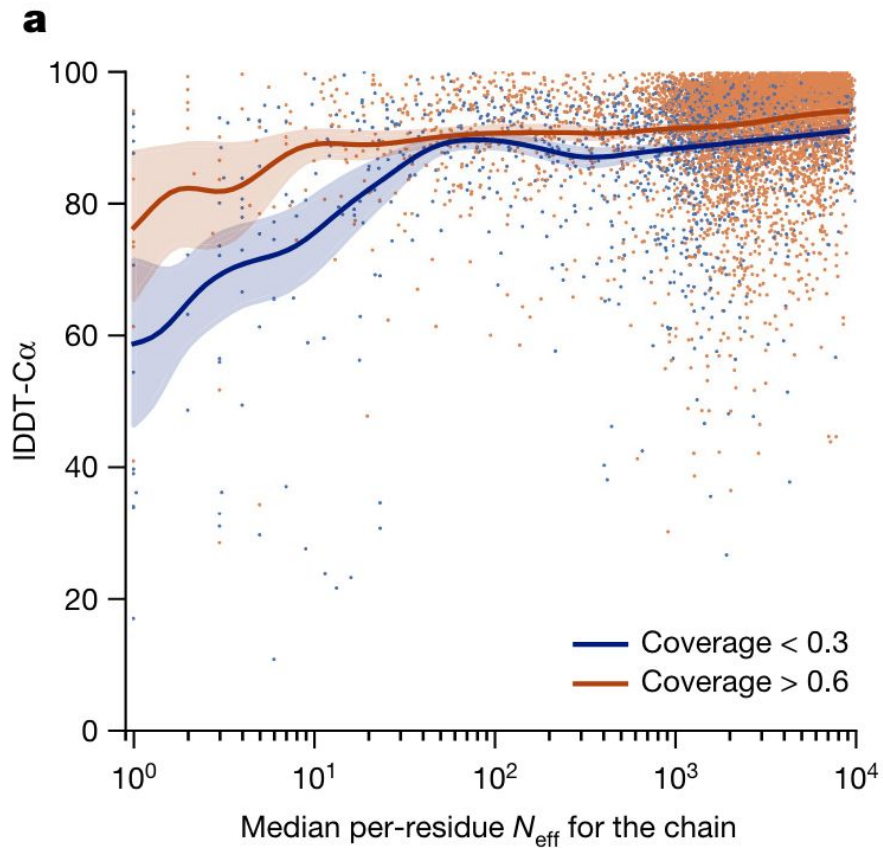 a
100
80
60
40
20
0
lDDT-Cα
10⁰ 10¹ 10² 10³ 10⁴
Median per-residue N_eff for the chain
Coverage < 0.3
Coverage > 0.6